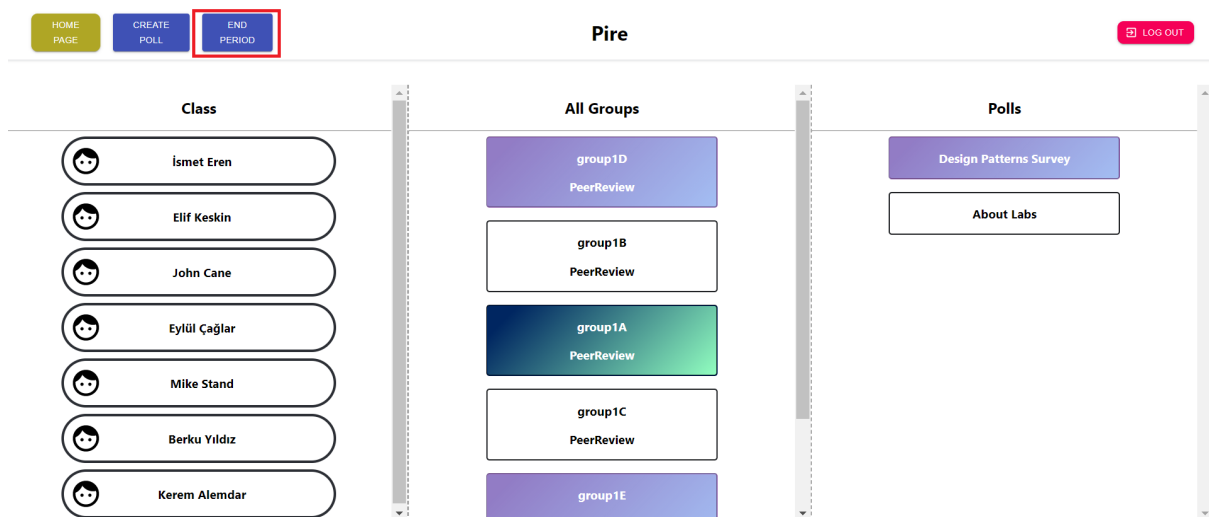 HOME
PAGE
CREATE
POLL
END
PERIOD
Pire
LOG OUT
Class
İsmet Eren
Elif Keskin
John Cane
Eylül Çağlar
Mike Stand
Berku Yıldız
Kerem Alemdar
All Groups
group1D
PeerReview
group1B
PeerReview
group1A
PeerReview
group1C
PeerReview
group1E
Polls
Design Patterns Survey
About Labs